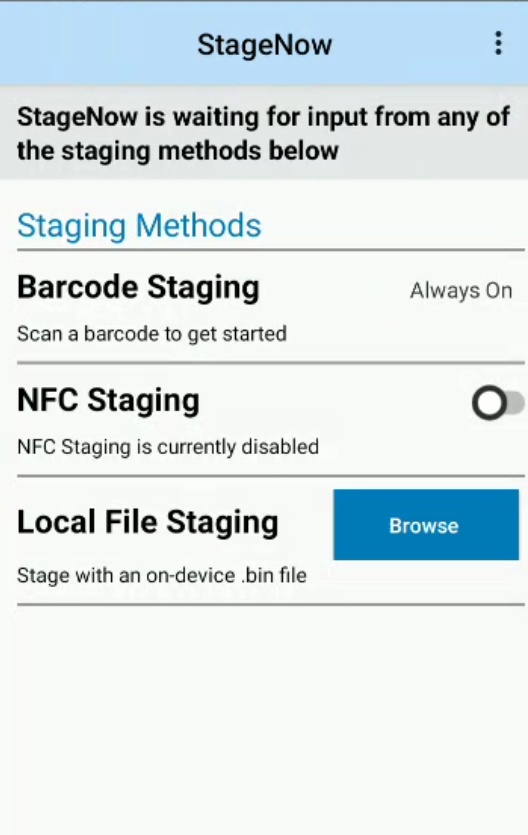 StageNow
StageNow is waiting for input from any of
the staging methods below
Staging Methods
Barcode Staging
Always On
Scan a barcode to get started
NFC Staging
NFC Staging is currently disabled
Local File Staging
Browse
Stage with an on-device .bin file